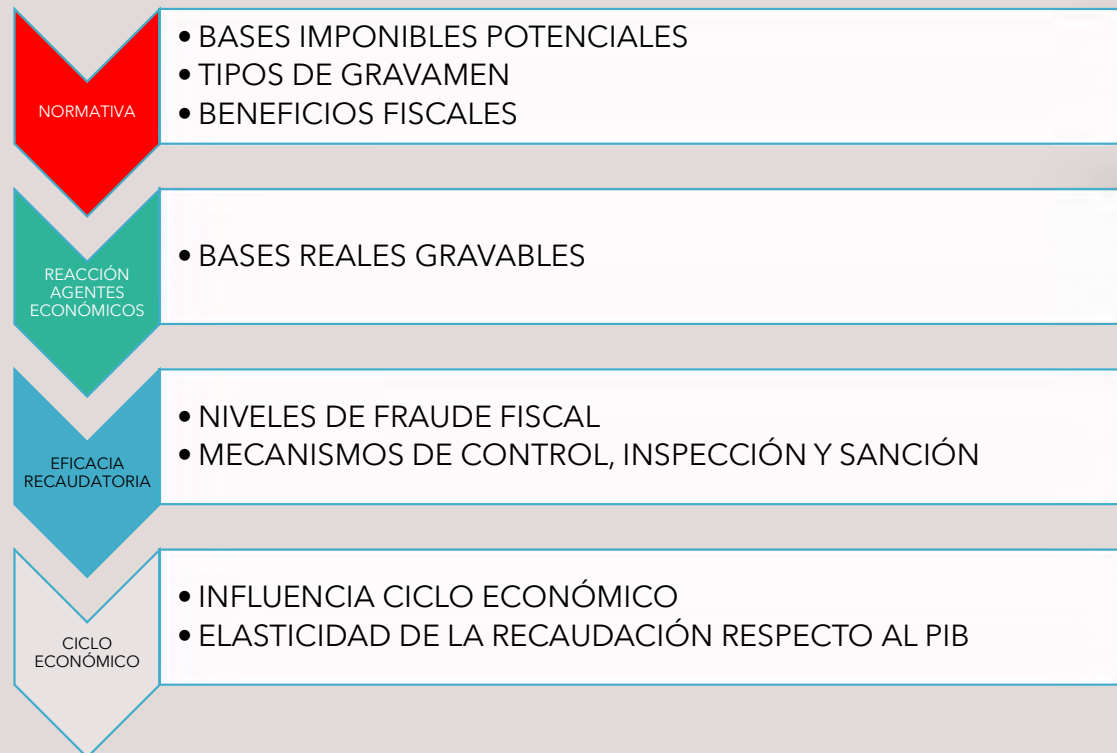 NORMATIVA
• BASES IMPONIBLES POTENCIALES
• TIPOS DE GRAVAMEN
• BENEFICIOS FISCALES
REACCIÓN
AGENTES
ECONÓMICOS
• BASES REALES GRAVABLES
EFICACIA
RECAUDATORIA
• NIVELES DE FRAUDE FISCAL
• MECANISMOS DE CONTROL, INSPECCIÓN Y SANCIÓN
CICLO
ECONÓMICO
• INFLUENCIA CICLO ECONÓMICO
• ELASTICIDAD DE LA RECAUDACIÓN RESPECTO AL PIB